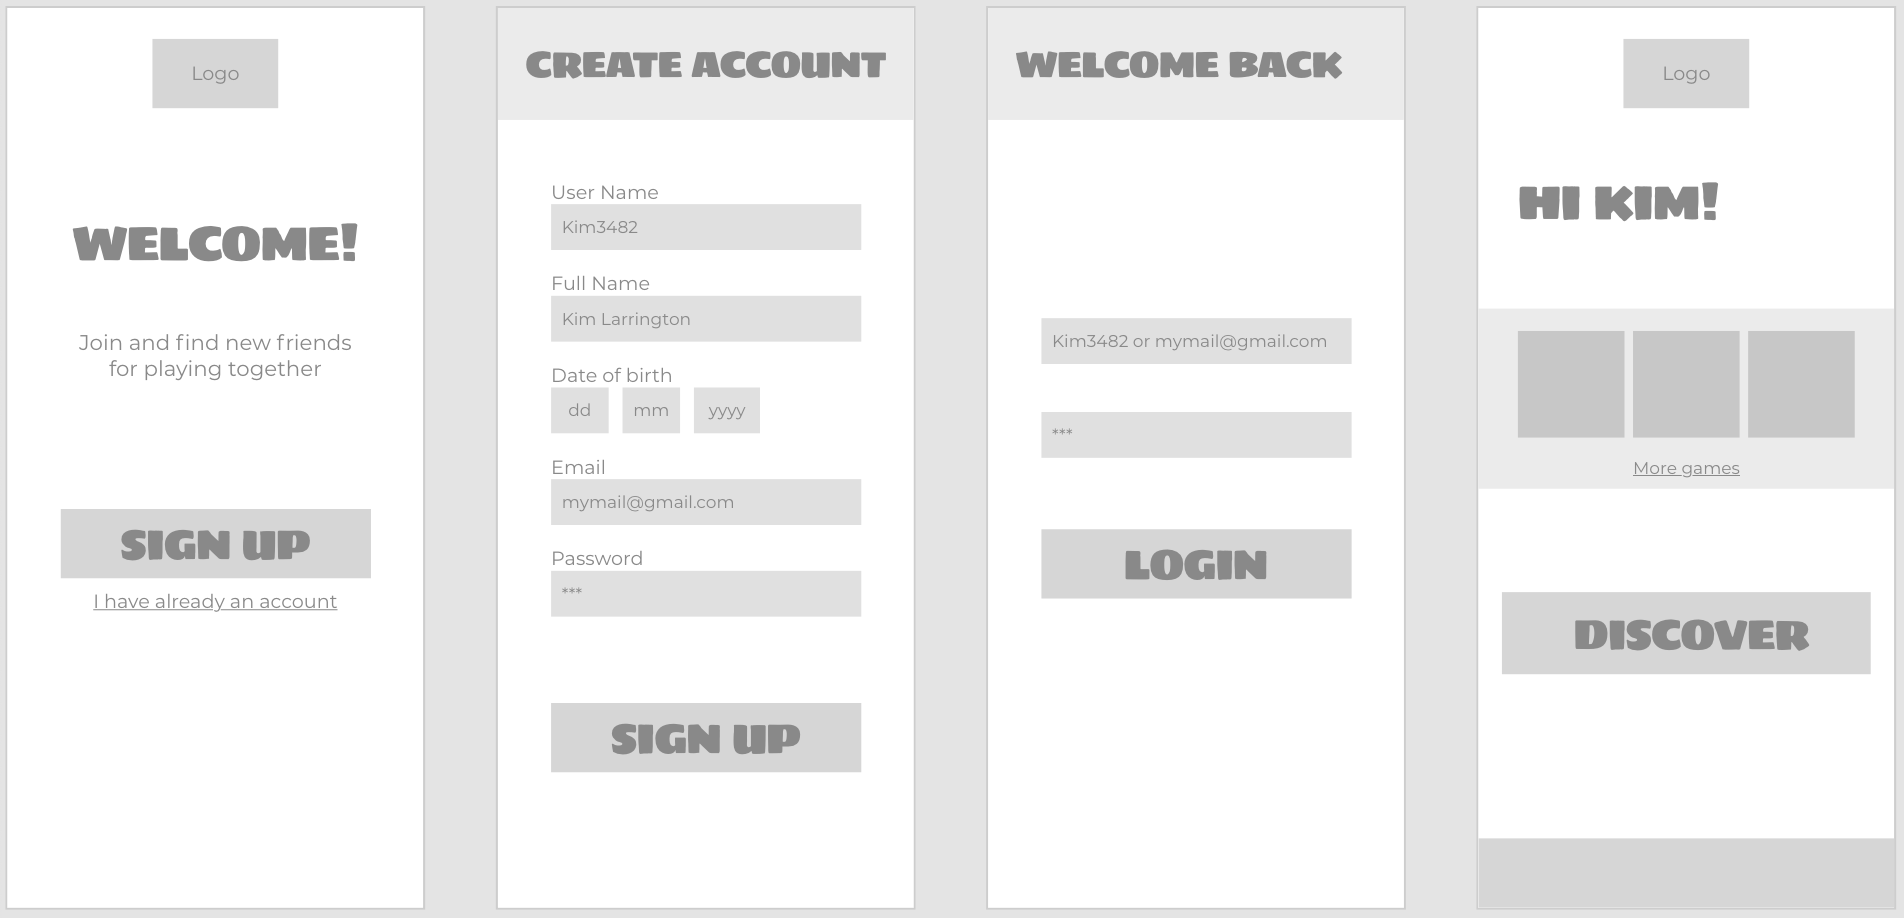 Logo
WELCOME!
Join and find new friends
for playing together
SIGN UP
I have already an account
CREATE ACCOUNT
User Name
Kim3482
Full Name
Kim Larrington
Date of birth
dd mm yyyy
Email
mymail@gmail.com
Password
***
SIGN UP
WELCOME BACK
Kim3482 or mymail@gmail.com
***
LOGIN
Logo
HI KIM!
More games
DISCOVER